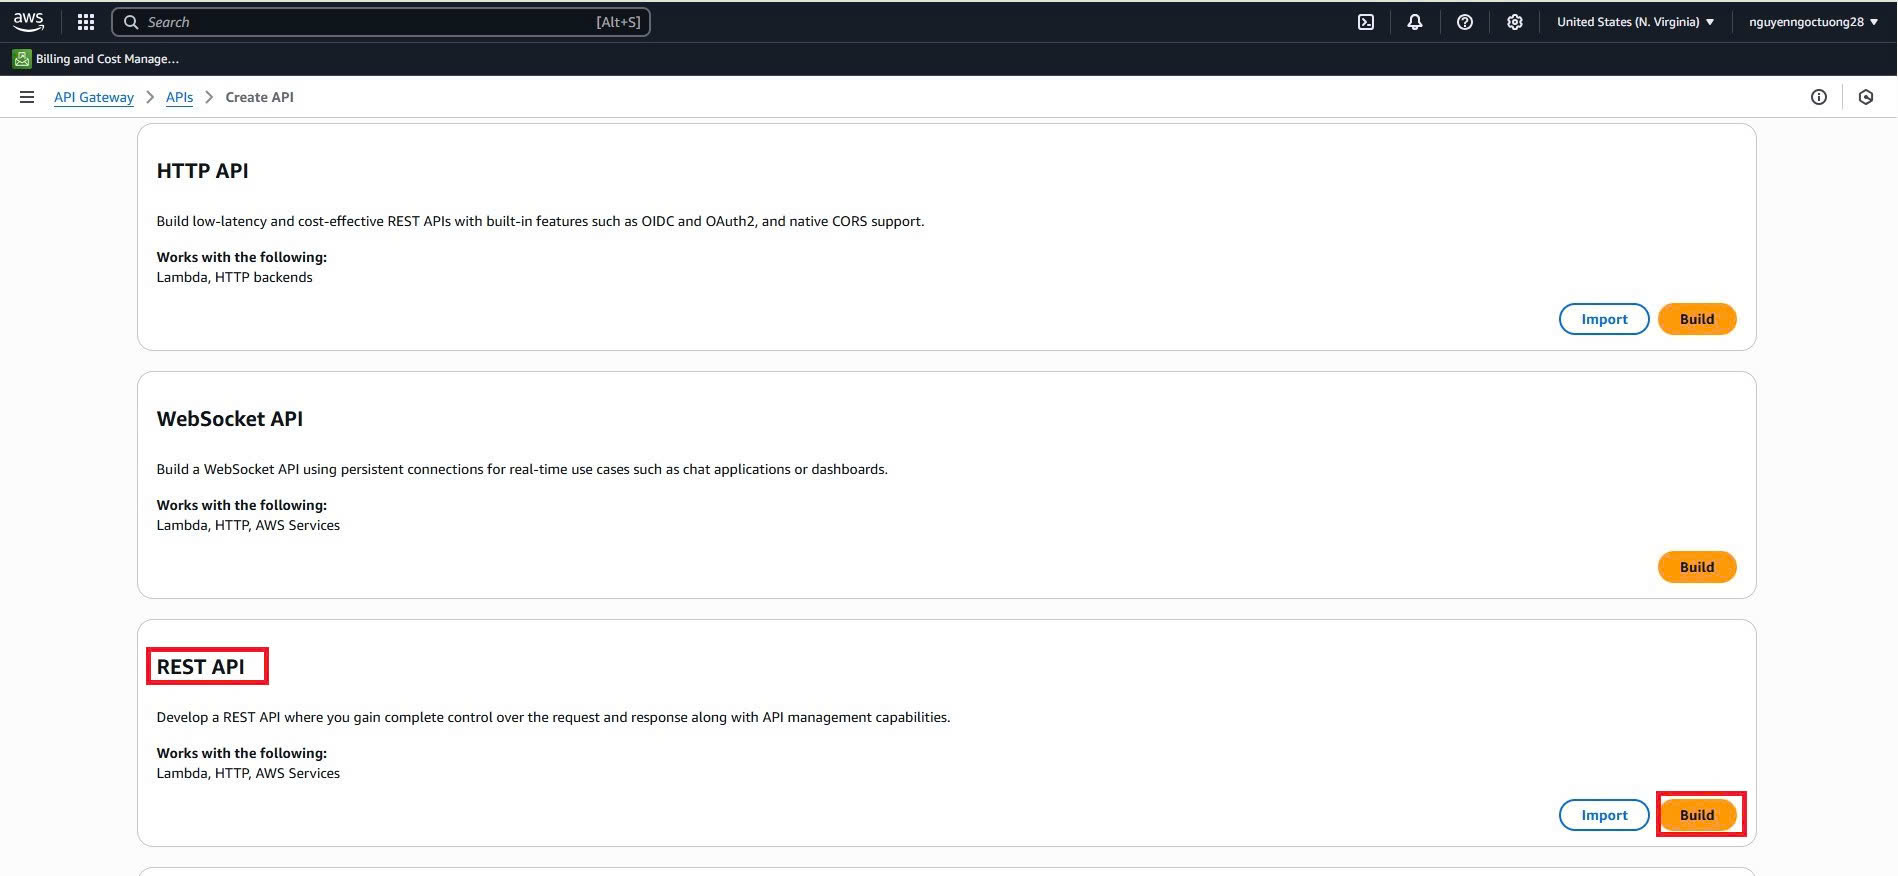 aws Search [Alt+S] United States (N. Virginia) nguyenngoctuong28
Billing and Cost Manage...
API Gateway APIs Create API
HTTP API
Build low-latency and cost-effective REST APIs with built-in features such as OIDC and OAuth2, and native CORS support.
Works with the following:
Lambda, HTTP backends
Import Build
WebSocket API
Build a WebSocket API using persistent connections for real-time use cases such as chat applications or dashboards.
Works with the following:
Lambda, HTTP, AWS Services
Build
REST API
Develop a REST API where you gain complete control over the request and response along with API management capabilities.
Works with the following:
Lambda, HTTP, AWS Services
Import Build